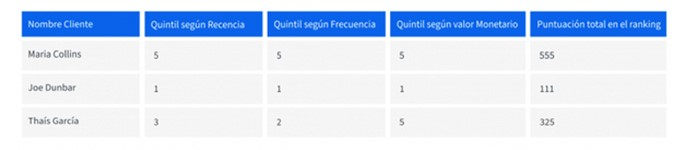 Nombre Cliente Quintil según Recencia Quintil según Frecuencia Quintil según valor Monetario Puntuación total en el ranking
Maria Collins 5 5 5 555
Joe Dunbar 1 1 1 111
Thaís García 3 2 5 325